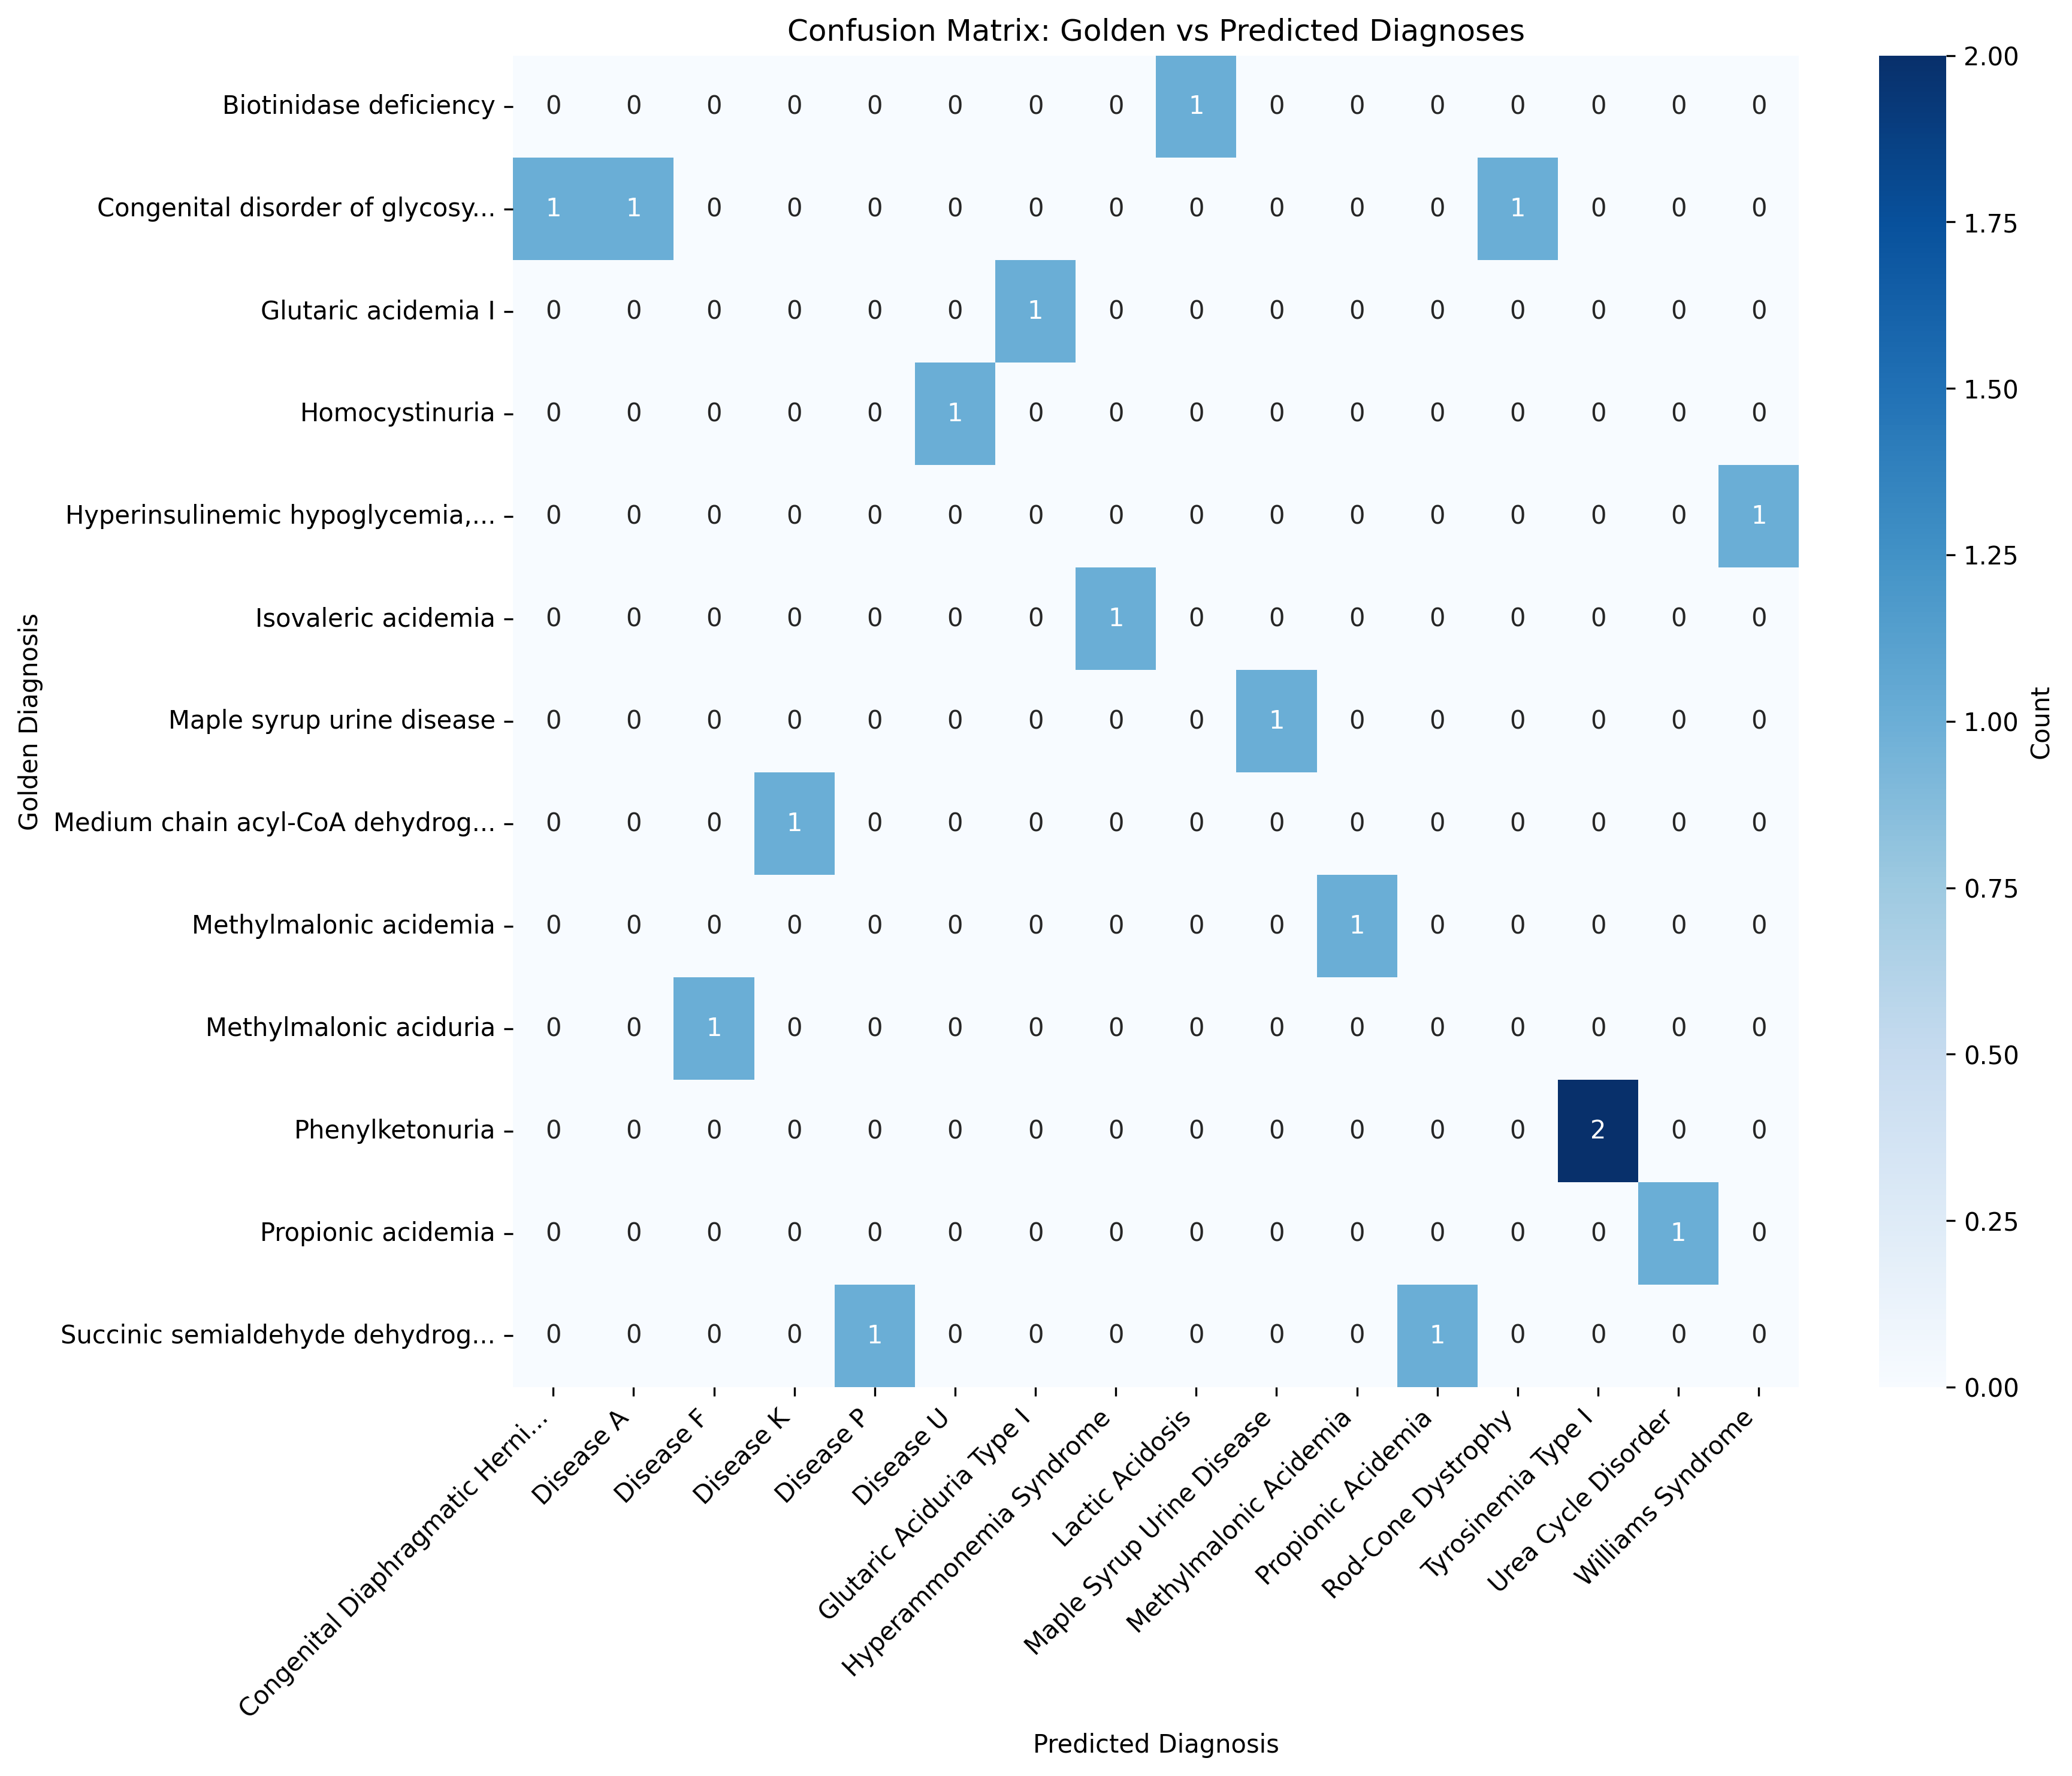 Confusion Matrix: Golden vs Predicted Diagnoses
Golden Diagnosis
Biotinidase deficiency 0 0 0 0 0 0 0 0 1 0 0 0 0 0 0 0
Congenital disorder of glycosy... 1 1 0 0 0 0 0 0 0 0 0 0 1 0 0 0
Glutaric acidemia I 0 0 0 0 0 0 1 0 0 0 0 0 0 0 0 0
Homocystinuria 0 0 0 0 0 1 0 0 0 0 0 0 0 0 0 0
Hyperinsulinemic hypoglycemia,... 0 0 0 0 0 0 0 0 0 0 0 0 0 0 0 1
Isovaleric acidemia 0 0 0 0 0 0 0 1 0 0 0 0 0 0 0 0
Maple syrup urine disease 0 0 0 0 0 0 0 0 0 1 0 0 0 0 0 0
Medium chain acyl-CoA dehydrog... 0 0 0 1 0 0 0 0 0 0 0 0 0 0 0 0
Methylmalonic acidemia 0 0 0 0 0 0 0 0 0 0 1 0 0 0 0 0
Methylmalonic aciduria 0 0 1 0 0 0 0 0 0 0 0 0 0 0 0 0
Phenylketonuria 0 0 0 0 0 0 0 0 0 0 0 0 0 2 0 0
Propionic acidemia 0 0 0 0 0 0 0 0 0 0 0 0 0 0 1 0
Succinic semialdehyde dehydrog... 0 0 0 0 1 0 0 0 0 0 0 1 0 0 0 0
Congenital Diaphragmatic Herni...
Disease A
Disease F
Disease K
Disease P
Disease U
Glutaric Aciduria Type I
Hyperammonemia Syndrome
Lactic Acidosis
Maple Syrup Urine Disease
Methylmalonic Acidemia
Propionic Acidemia
Rod-Cone Dystrophy
Tyrosinemia Type I
Urea Cycle Disorder
Williams Syndrome
Predicted Diagnosis
2.00
1.75
1.50
1.25
1.00
0.75
0.50
0.25
0.00
Count